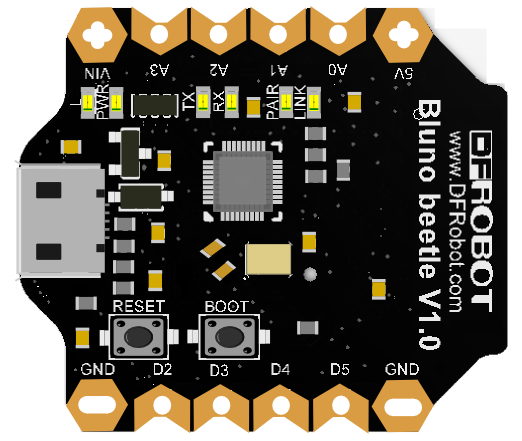 VIN
A3
A2
A1
A0
5V
L
PWR
TX
RX
PAIR
LINK
Bluno beetle V1.0
www.DFRobot.com
DFROBOT
RESET
BOOT
GND
D2
D3
D4
D5
GND